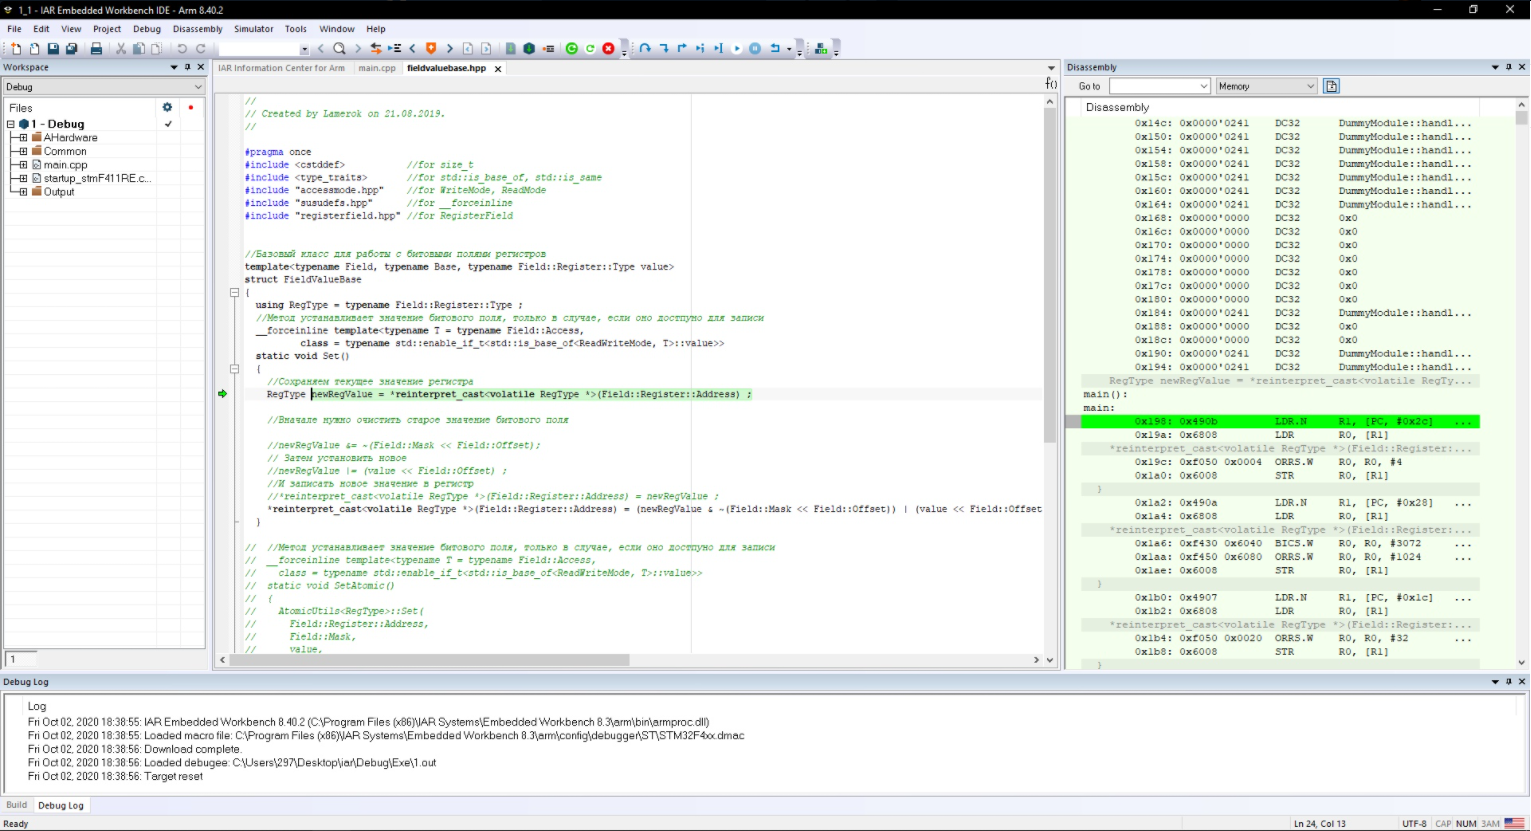 1_1 - IAR Embedded Workbench IDE - Arm 8.40.2
File Edit View Project Debug Disassembly Simulator Tools Window Help
Workspace
Debug
Files
1 - Debug
AHardware
Common
main.cpp
startup_stmF411RE.c...
Output
1
IAR Information Center for Arm main.cpp fieldvaluebase.hpp
f()
//
// Created by Lamerok on 21.08.2019.
//
#pragma once
#include <cstddef> //for size_t
#include <type_traits> //for std::is_base_of, std::is_same
#include "accessmode.hpp" //for WriteMode, ReadMode
#include "susudefs.hpp" //for __forceinline
#include "registerfield.hpp" //for RegisterField
//Базовый класс для работы с битовыми полями регистров
template<typename Field, typename Base, typename Field::Register::Type value>
struct FieldValueBase
{
using RegType = typename Field::Register::Type ;
//Метод устанавливает значение битового поля, только в случае, если оно достпуно для записи
__forceinline template<typename T = typename Field::Access,
class = typename std::enable_if_t<std::is_base_of<ReadWriteMode, T>::value>>
static void Set()
{
//Сохраняем текущее значение регистра
RegType newRegValue = *reinterpret_cast<volatile RegType *>(Field::Register::Address) ;
//Вначале нужно очистить старое значение битового поля
//newRegValue &= ~(Field::Mask << Field::Offset);
// Затем установить новое
//newRegValue |= (value << Field::Offset) ;
//И записать новое значение в регистр
//*reinterpret_cast<volatile RegType *>(Field::Register::Address) = newRegValue ;
*reinterpret_cast<volatile RegType *>(Field::Register::Address) = (newRegValue & ~(Field::Mask << Field::Offset)) | (value << Field::Offset
}
// //Метод устанавливает значение битового поля, только в случае, если оно достпуно для записи
// __forceinline template<typename T = typename Field::Access,
// class = typename std::enable_if_t<std::is_base_of<ReadWriteMode, T>::value>>
// static void SetAtomic()
// {
// AtomicUtils<RegType>::Set(
// Field::Register::Address,
// Field::Mask,
// value,
Disassembly
Go to Memory
Disassembly
0x14c: 0x0000'0241 DC32 DummyModule::handl...
0x150: 0x0000'0241 DC32 DummyModule::handl...
0x154: 0x0000'0241 DC32 DummyModule::handl...
0x158: 0x0000'0241 DC32 DummyModule::handl...
0x15c: 0x0000'0241 DC32 DummyModule::handl...
0x160: 0x0000'0241 DC32 DummyModule::handl...
0x164: 0x0000'0241 DC32 DummyModule::handl...
0x168: 0x0000'0000 DC32 0x0
0x16c: 0x0000'0000 DC32 0x0
0x170: 0x0000'0000 DC32 0x0
0x174: 0x0000'0000 DC32 0x0
0x178: 0x0000'0000 DC32 0x0
0x17c: 0x0000'0000 DC32 0x0
0x180: 0x0000'0000 DC32 0x0
0x184: 0x0000'0241 DC32 DummyModule::handl...
0x188: 0x0000'0000 DC32 0x0
0x18c: 0x0000'0000 DC32 0x0
0x190: 0x0000'0241 DC32 DummyModule::handl...
0x194: 0x0000'0241 DC32 DummyModule::handl...
RegType newRegValue = *reinterpret_cast<volatile RegTy...
main():
main:
0x198: 0x490b LDR.N R1, [PC, #0x2c] ...
0x19a: 0x6808 LDR R0, [R1]
*reinterpret_cast<volatile RegType *>(Field::Register:...
0x19c: 0xf050 0x0004 ORRS.W R0, R0, #4
0x1a0: 0x6008 STR R0, [R1]
}
0x1a2: 0x490a LDR.N R1, [PC, #0x28] ...
0x1a4: 0x6808 LDR R0, [R1]
*reinterpret_cast<volatile RegType *>(Field::Register:...
0x1a6: 0xf430 0x6040 BICS.W R0, R0, #3072 ...
0x1aa: 0xf450 0x6080 ORRS.W R0, R0, #1024 ...
0x1ae: 0x6008 STR R0, [R1]
}
0x1b0: 0x4907 LDR.N R1, [PC, #0x1c] ...
0x1b2: 0x6808 LDR R0, [R1]
*reinterpret_cast<volatile RegType *>(Field::Register:...
0x1b4: 0xf050 0x0020 ORRS.W R0, R0, #32 ...
0x1b8: 0x6008 STR R0, [R1]
}
Debug Log
Log
Fri Oct 02, 2020 18:38:55: IAR Embedded Workbench 8.40.2 (C:\Program Files (x86)\IAR Systems\Embedded Workbench 8.3\arm\bin\armproc.dll)
Fri Oct 02, 2020 18:38:55: Loaded macro file: C:\Program Files (x86)\IAR Systems\Embedded Workbench 8.3\arm\config\debugger\ST\STM32F4xx.dmac
Fri Oct 02, 2020 18:38:56: Download complete.
Fri Oct 02, 2020 18:38:56: Loaded debugee: C:\Users\297\Desktop\iar\Debug\Exe\1.out
Fri Oct 02, 2020 18:38:56: Target reset
Build Debug Log
Ready
Ln 24, Col 13 UTF-8 CAP NUM ЗАМ